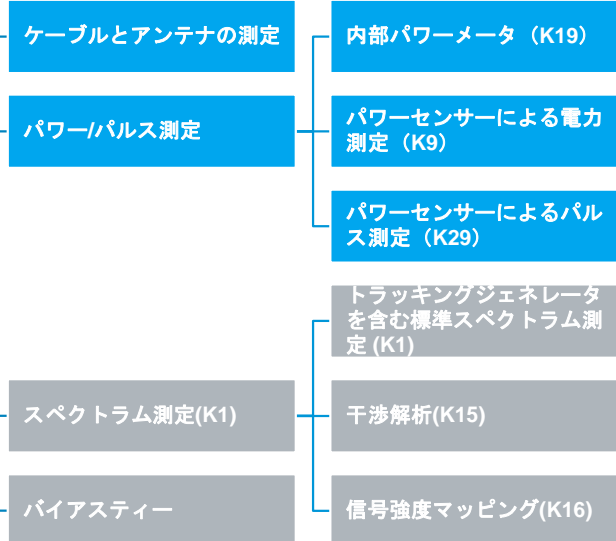 ケーブルとアンテナの測定
内部パワーメータ（K19）
パワー/パルス測定
パワーセンサーによる電力
測定（K9）
パワーセンサーによるパル
ス測定（K29）
トラッキングジェネレータ
を含む標準スペクトラム測
定 (K1)
スペクトラム測定(K1)
干渉解析(K15)
バイアスティー
信号強度マッピング(K16)